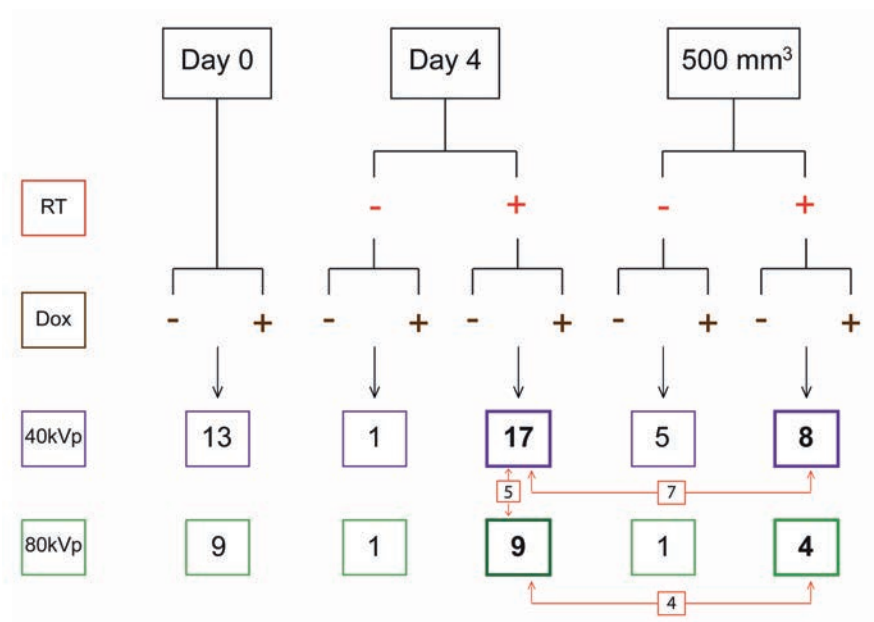 Day 0 Day 4 500 mm³
RT - + - +
Dox - + - + - + - + - +
40kVp 13 1 17 5 8
5 7
80kVp 9 1 9 1 4
4